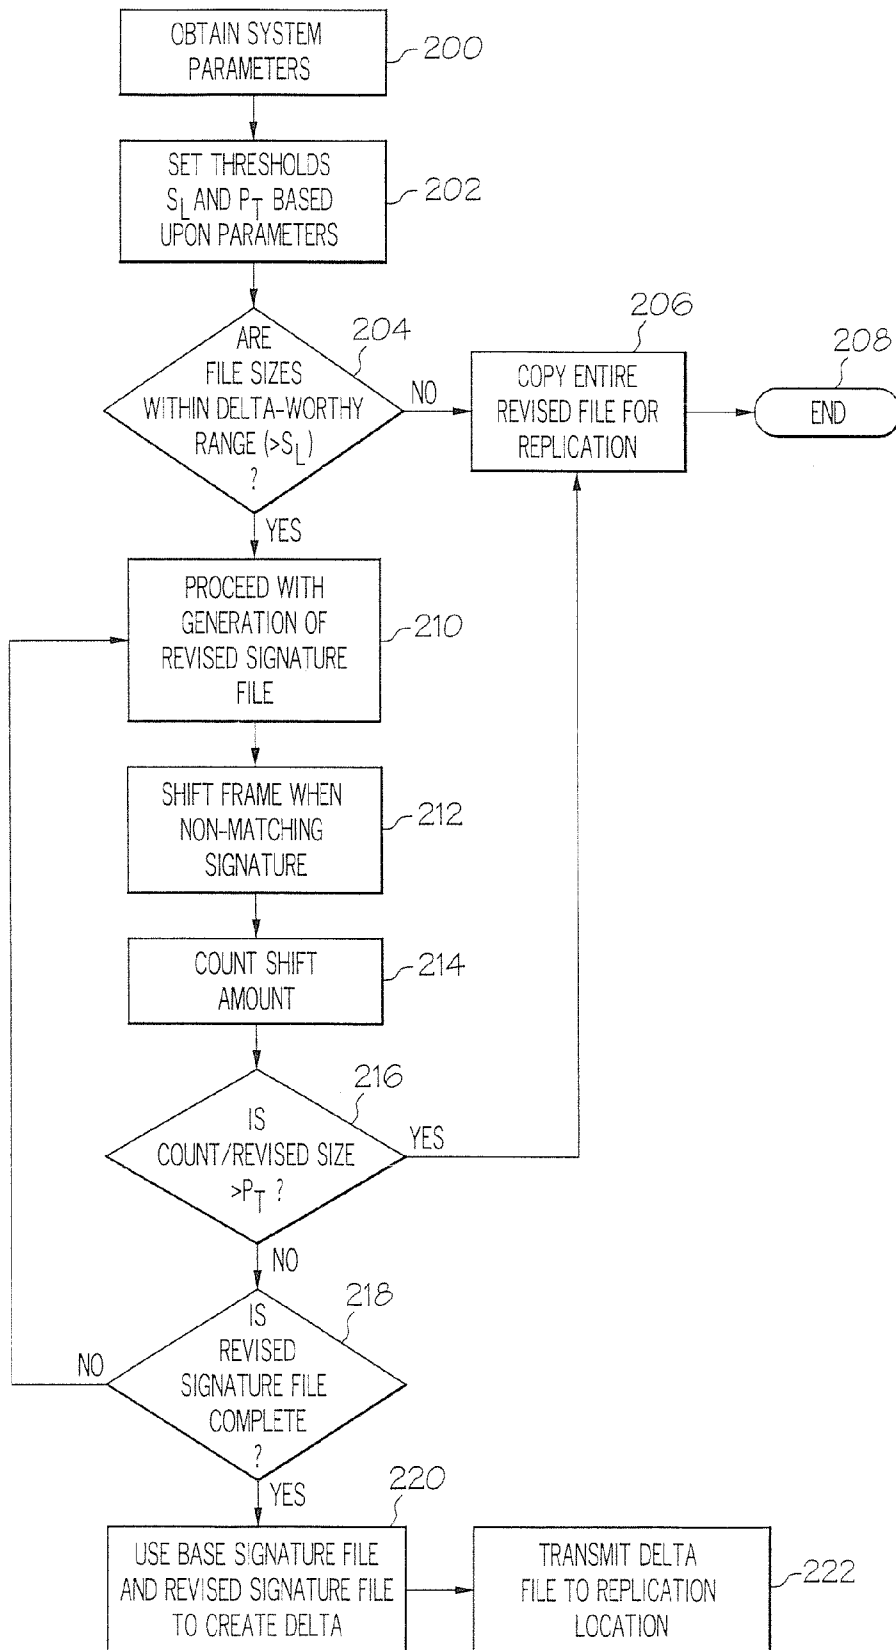 OBTAIN SYSTEM
PARAMETERS
200
SET THRESHOLDS
S_L AND P_T BASED
UPON PARAMETERS
202
ARE
FILE SIZES
WITHIN DELTA-WORTHY
RANGE (>S_L)
?
204
NO
YES
COPY ENTIRE
REVISED FILE FOR
REPLICATION
206
END
208
PROCEED WITH
GENERATION OF
REVISED SIGNATURE
FILE
210
SHIFT FRAME WHEN
NON-MATCHING
SIGNATURE
212
COUNT SHIFT
AMOUNT
214
IS
COUNT/REVISED SIZE
>P_T ?
216
YES
NO
IS
REVISED
SIGNATURE FILE
COMPLETE
?
218
NO
YES
USE BASE SIGNATURE FILE
AND REVISED SIGNATURE FILE
TO CREATE DELTA
220
TRANSMIT DELTA
FILE TO REPLICATION
LOCATION
222